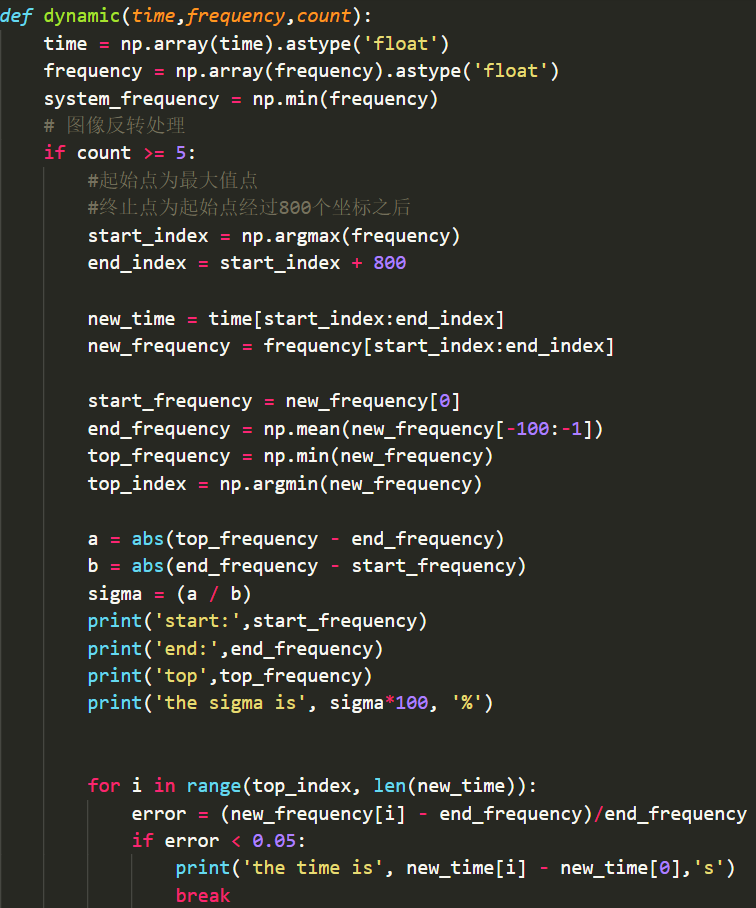 def dynamic(time,frequency,count):
    time = np.array(time).astype('float')
    frequency = np.array(frequency).astype('float')
    system_frequency = np.min(frequency)
    # 图像反转处理
    if count >= 5:
        #起始点为最大值点
        #终止点为起始点经过800个坐标之后
        start_index = np.argmax(frequency)
        end_index = start_index + 800

        new_time = time[start_index:end_index]
        new_frequency = frequency[start_index:end_index]

        start_frequency = new_frequency[0]
        end_frequency = np.mean(new_frequency[-100:-1])
        top_frequency = np.min(new_frequency)
        top_index = np.argmin(new_frequency)

        a = abs(top_frequency - end_frequency)
        b = abs(end_frequency - start_frequency)
        sigma = (a / b)
        print('start:',start_frequency)
        print('end:',end_frequency)
        print('top',top_frequency)
        print('the sigma is', sigma*100, '%')


        for i in range(top_index, len(new_time)):
            error = (new_frequency[i] - end_frequency)/end_frequency
            if error < 0.05:
                print('the time is', new_time[i] - new_time[0],'s')
                break